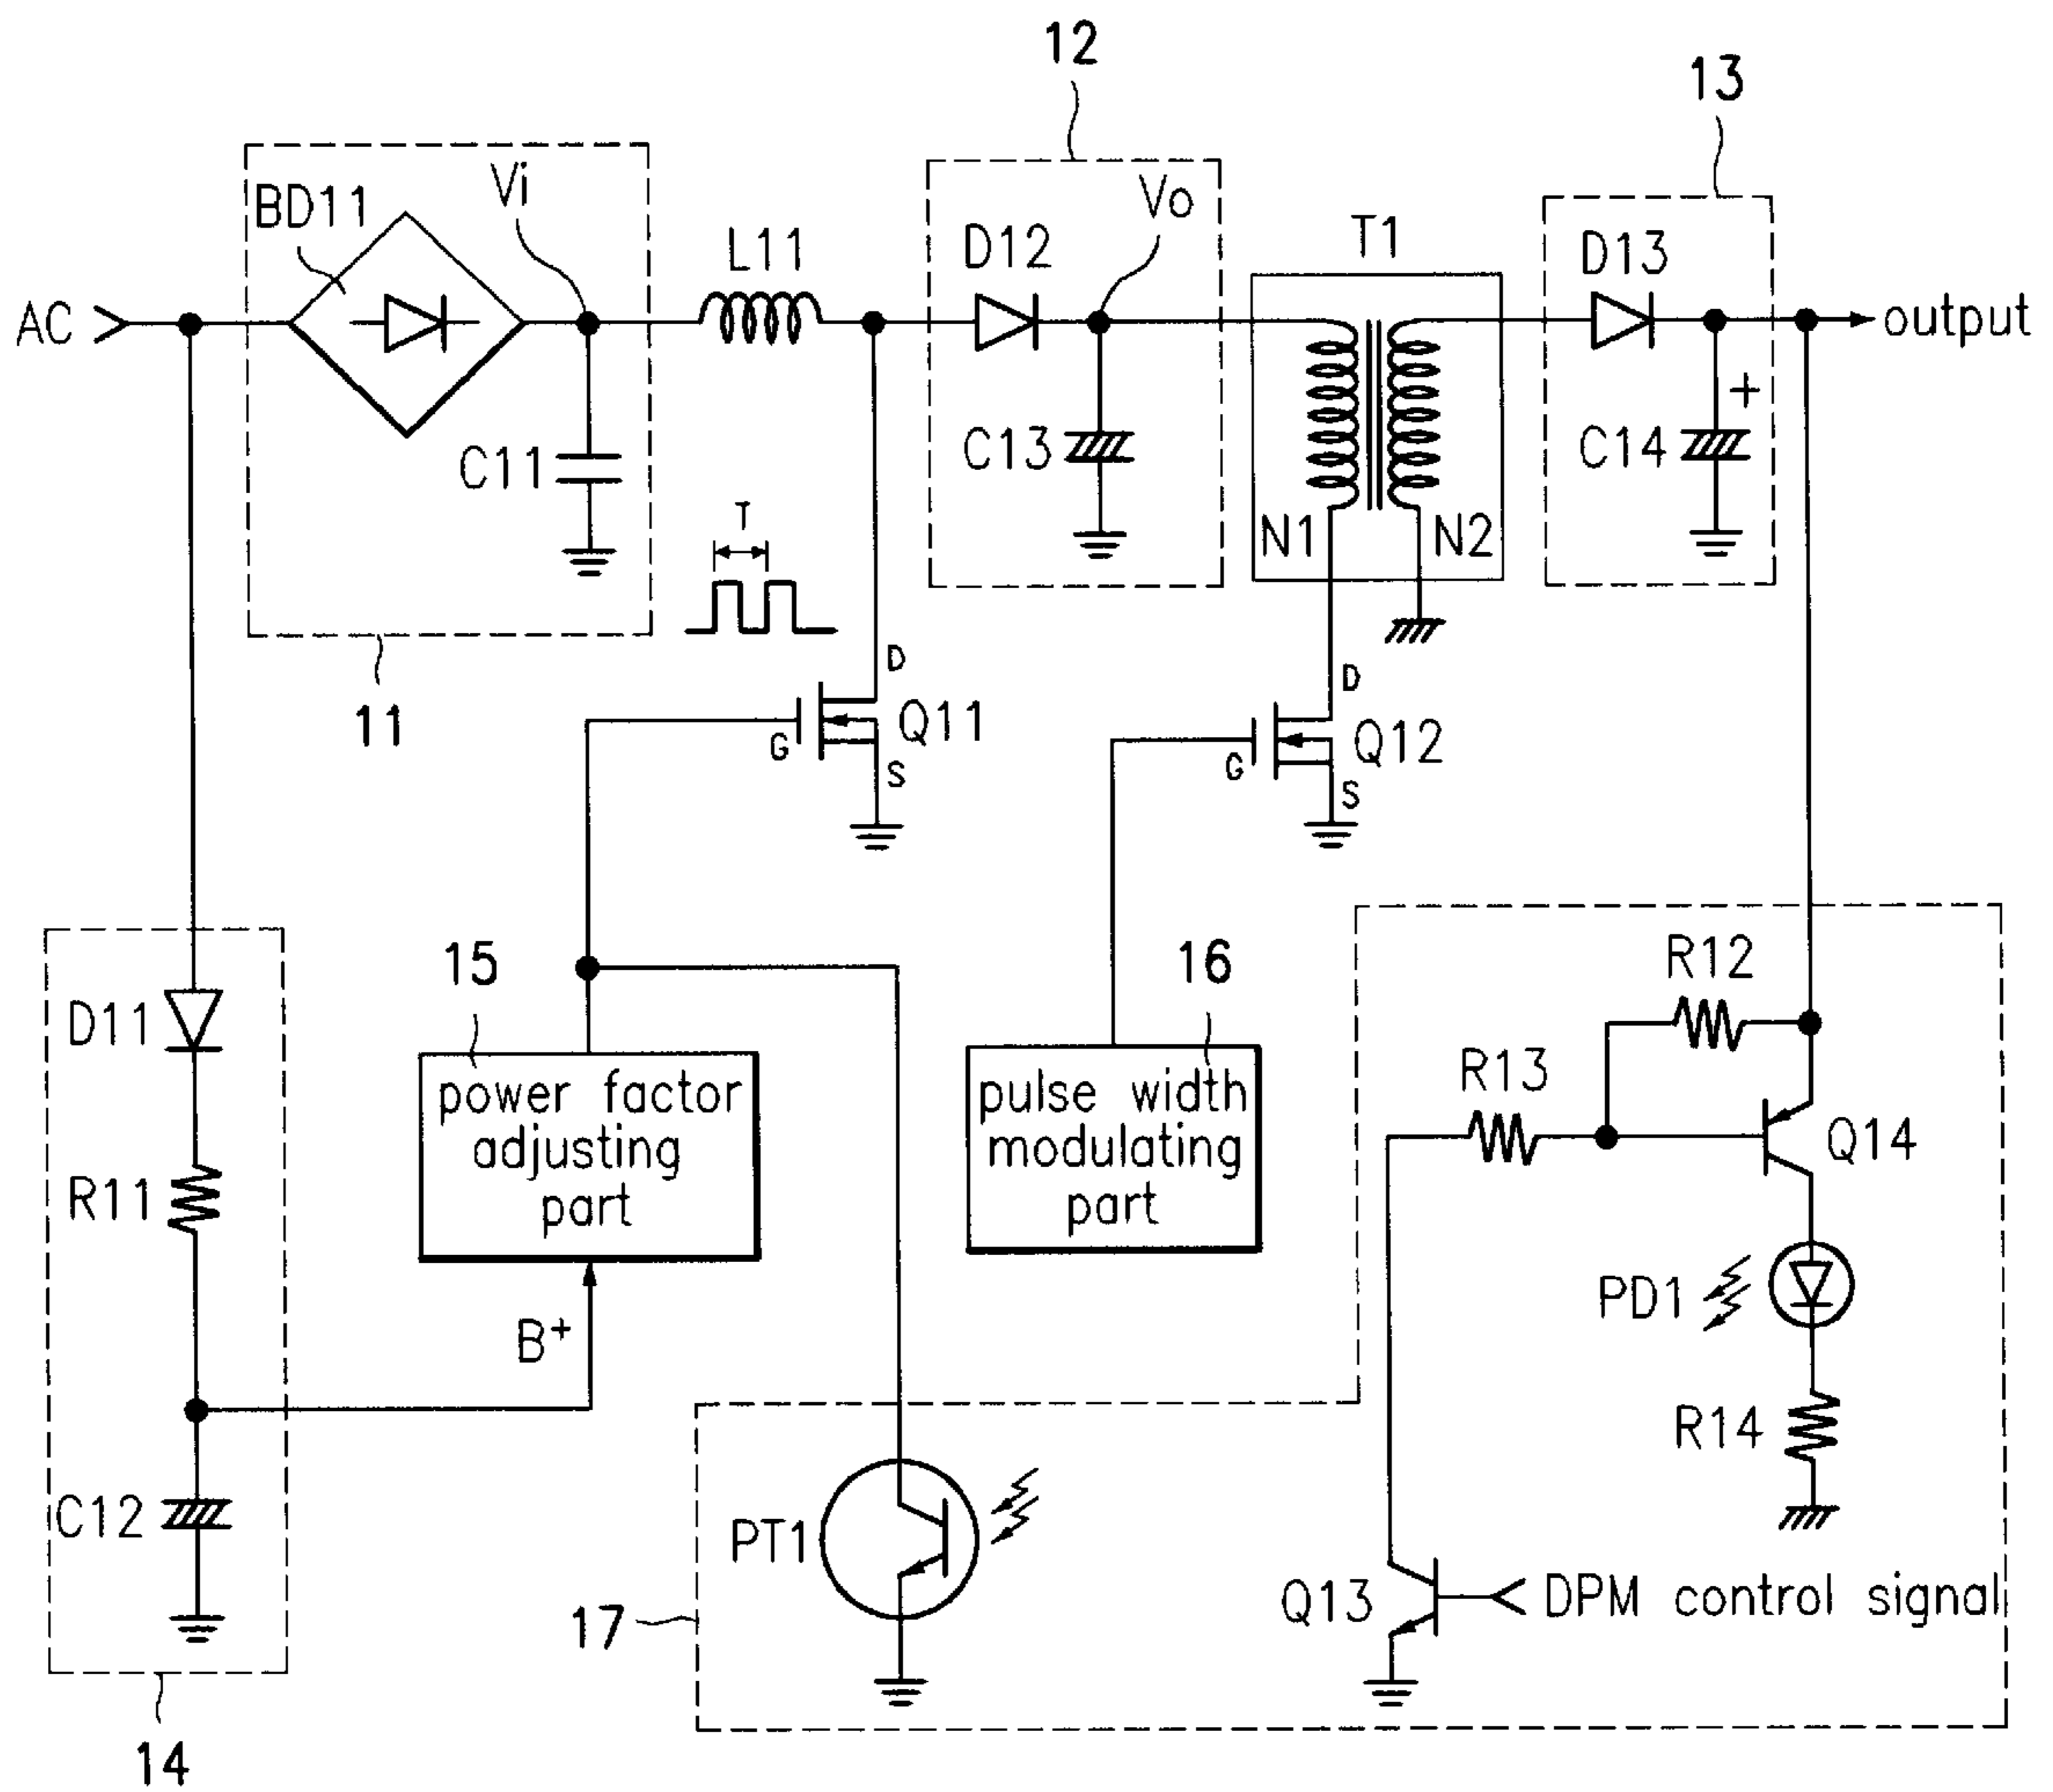 12
13
BD11
Vi
L11
D12
Vo
T1
D13
AC
output
C11
C13
C14
+
T
N1
N2
11
D
G
Q11
S
D
G
Q12
S
15
16
R12
D11
power factor
adjusting
part
pulse width
modulating
part
R13
Q14
R11
B+
PD1
R14
C12
PT1
17
Q13
DPM control signal
14